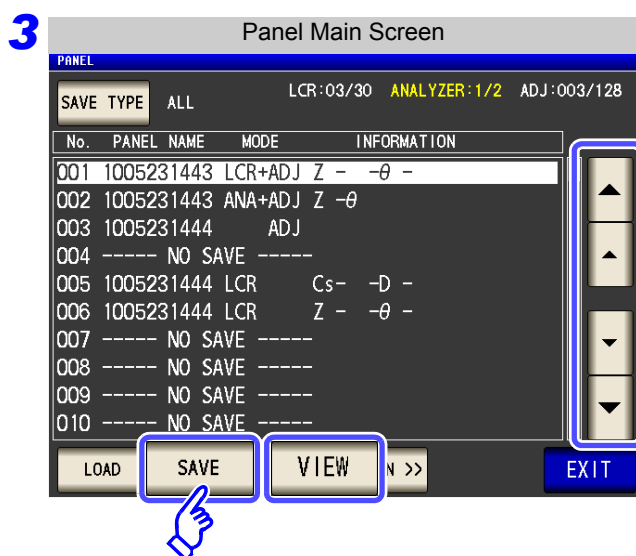 3
Panel Main Screen
PANEL
SAVE TYPE ALL LCR:03/30 ANALYZER:1/2 ADJ:003/128
No. PANEL NAME MODE INFORMATION
001 1005231443 LCR+ADJ Z - -θ -
002 1005231443 ANA+ADJ Z -θ
003 1005231444 ADJ
004 ----- NO SAVE -----
005 1005231444 LCR Cs- -D -
006 1005231444 LCR Z - -θ -
007 ----- NO SAVE -----
008 ----- NO SAVE -----
009 ----- NO SAVE -----
010 ----- NO SAVE -----
LOAD SAVE VIEW N >> EXIT